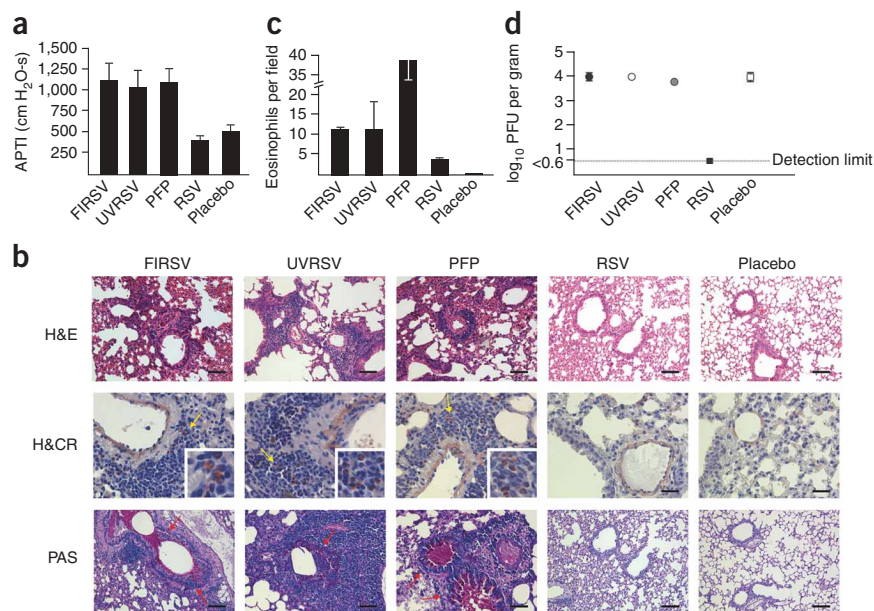 a
APTI (cm H₂O-s)
1,500
1,250
1,000
750
500
250
FIRSV
UVRSV
PFP
RSV
Placebo
c
Eosinophils per field
40
35
20
15
10
5
0
FIRSV
UVRSV
PFP
RSV
Placebo
d
log₁₀ PFU per gram
5
4
3
2
1
<0.6
Detection limit
FIRSV
UVRSV
PFP
RSV
Placebo
b
FIRSV UVRSV PFP RSV Placebo
H&E
H&CR
PAS